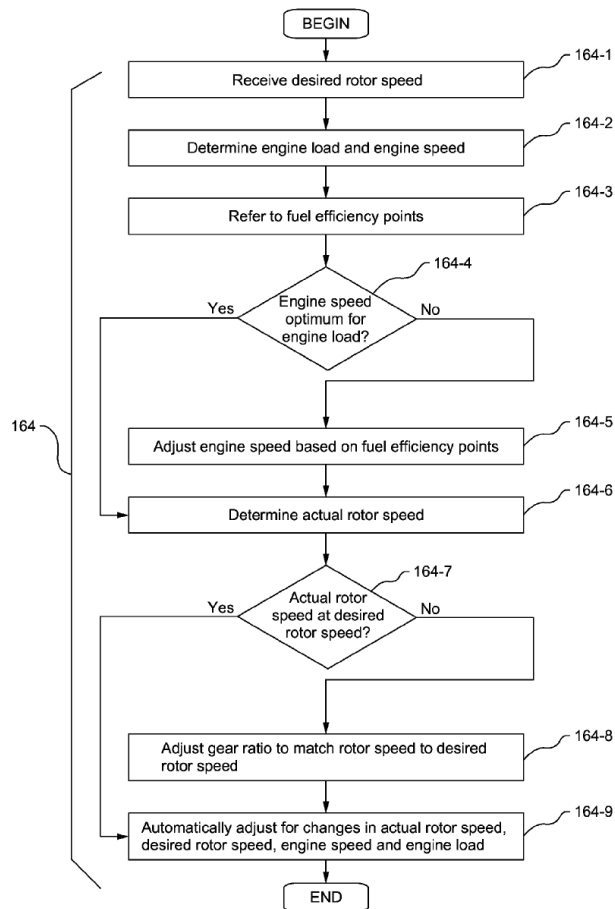 BEGIN
164-1
Receive desired rotor speed
164-2
Determine engine load and engine speed
164-3
Refer to fuel efficiency points
164-4
Engine speed
optimum for
engine load?
Yes
No
164
164-5
Adjust engine speed based on fuel efficiency points
164-6
Determine actual rotor speed
164-7
Actual rotor
speed at desired
rotor speed?
Yes
No
164-8
Adjust gear ratio to match rotor speed to desired
rotor speed
164-9
Automatically adjust for changes in actual rotor speed,
desired rotor speed, engine speed and engine load
END